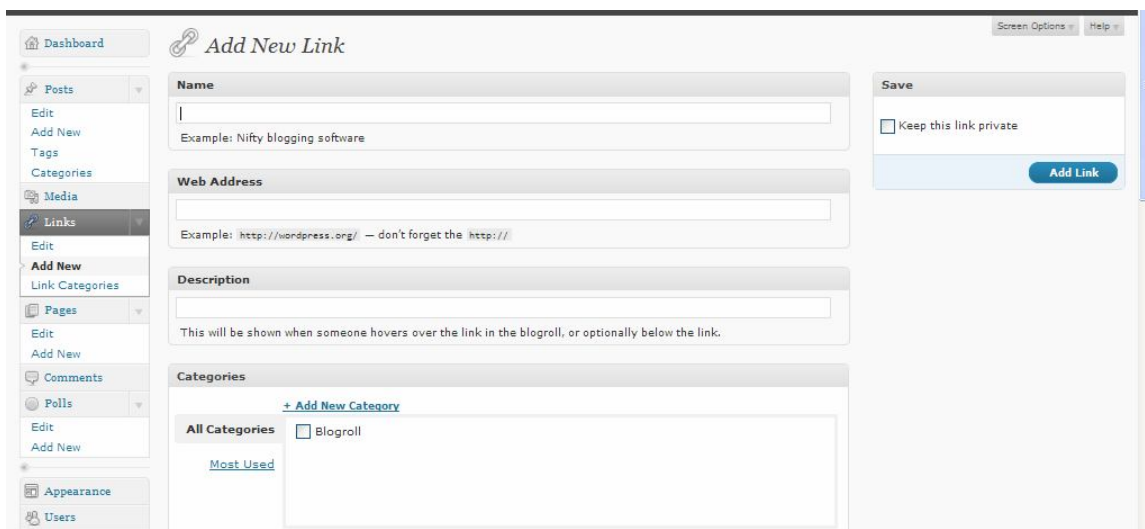 Screen Options
Help
Dashboard
Posts
Edit
Add New
Tags
Categories
Media
Links
Edit
Add New
Link Categories
Pages
Edit
Add New
Comments
Polls
Edit
Add New
Appearance
Users
Add New Link
Name
Example: Nifty blogging software
Web Address
Example: http://wordpress.org/ — don't forget the http://
Description
This will be shown when someone hovers over the link in the blogroll, or optionally below the link.
Categories
+ Add New Category
All Categories
Blogroll
Most Used
Save
Keep this link private
Add Link